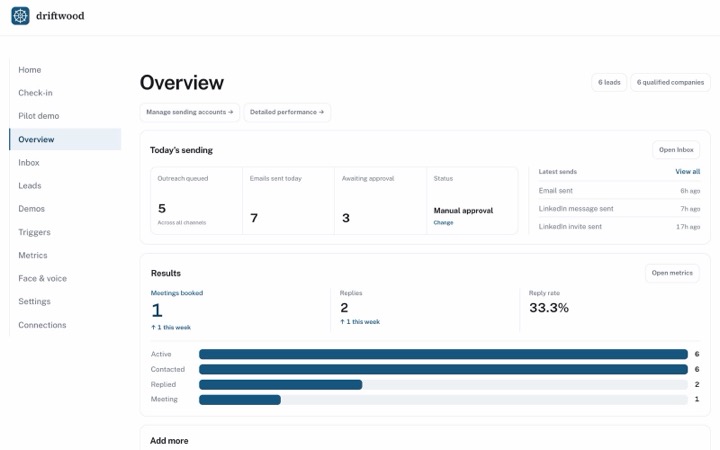 driftwood
Home
Check-in
Pilot demo
Overview
Inbox
Leads
Demos
Triggers
Metrics
Face & voice
Settings
Connections
Overview
6 leads
6 qualified companies
Manage sending accounts →
Detailed performance →
Today's sending
Open Inbox
Outreach queued
5
Across all channels
Emails sent today
7
Awaiting approval
3
Status
Manual approval
Change
Latest sends
View all
Email sent 6h ago
LinkedIn message sent 7h ago
LinkedIn invite sent 17h ago
Results
Open metrics
Meetings booked
1
↑ 1 this week
Replies
2
↑ 1 this week
Reply rate
33.3%
Active 6
Contacted 6
Replied 2
Meeting 1
Add more